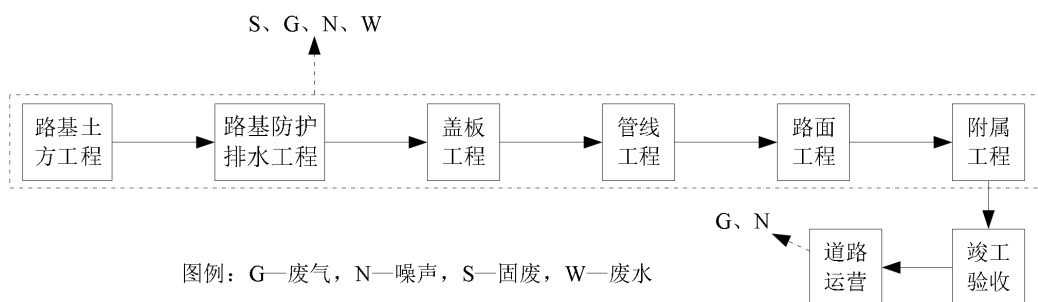 S、G、N、W
路基土
方工程
路基防护
排水工程
盖板
工程
管线
工程
路面
工程
附属
工程
G、N
道路
运营
竣工
验收
图例：G—废气，N—噪声，S—固废，W—废水